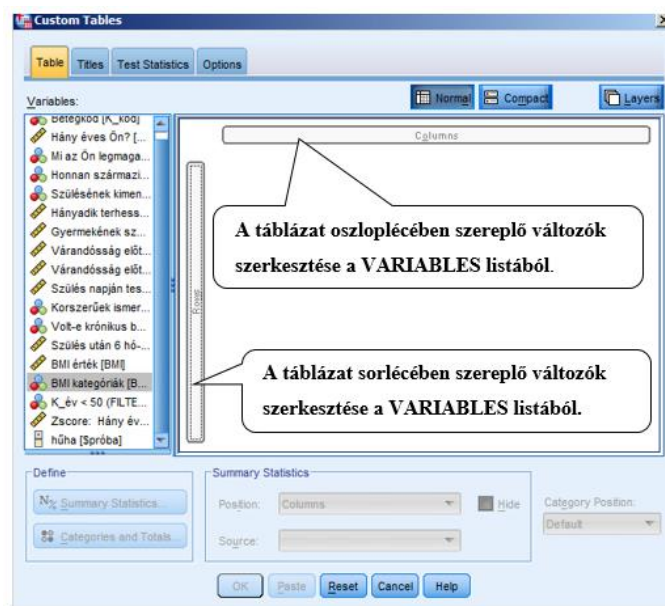 Custom Tables
Table Titles Test Statistics Options
Variables:
Normal Compact Layers
Betegkód [K_kód]
Hány éves Ön? [...
Mi az Ön legmaga...
Honnan származi...
Szülésének kimen...
Hányadik terhess...
Gyermekének sz...
Várandósság előt...
Várandósság előt...
Szülés napján tes...
Korszerűek ismer...
Volt-e krónikus b...
Szülés után 6 hó-...
BMI érték [BMI]
BMI kategóriák [B...
K_év < 50 (FILTE...
Zscore: Hány év...
hűha [$próba]
Columns
Rows
A táblázat oszloplécében szereplő változók
szerkesztése a VARIABLES listából.
A táblázat sorlécében szereplő változók
szerkesztése a VARIABLES listából.
Define
N% Summary Statistics...
Categories and Totals...
Summary Statistics
Position: Columns Hide
Source:
Category Position:
Default
OK Paste Reset Cancel Help